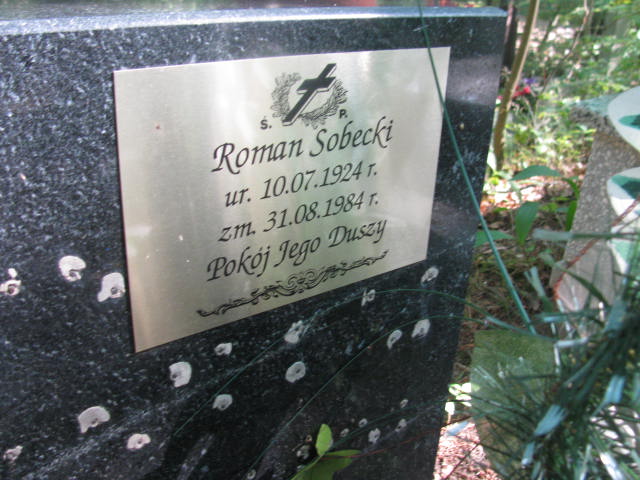 Ś. P.
Roman Sobecki
ur. 10.07.1924 r.
zm. 31.08.1984 r.
Pokój Jego Duszy